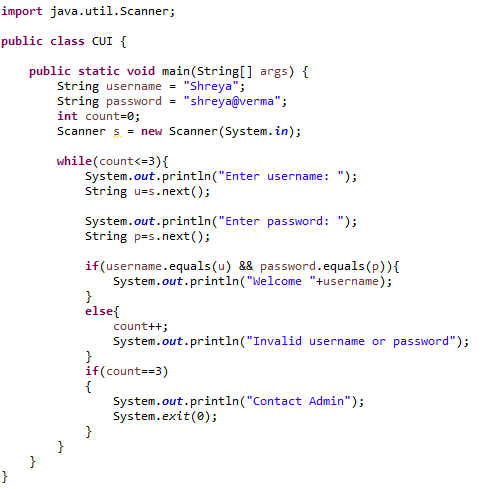 import java.util.Scanner;
public class CUI {
public static void main(String[] args) {
String username = "Shreya";
String password = "shreya@verma";
int count=0;
Scanner s = new Scanner(System.in);
while(count<=3){
System.out.println("Enter username: ");
String u=s.next();
System.out.println("Enter password: ");
String p=s.next();
if(username.equals(u) && password.equals(p)){
System.out.println("Welcome "+username);
}
else{
count++;
System.out.println("Invalid username or password");
}
if(count==3)
{
System.out.println("Contact Admin");
System.exit(0);
}
}
}
}